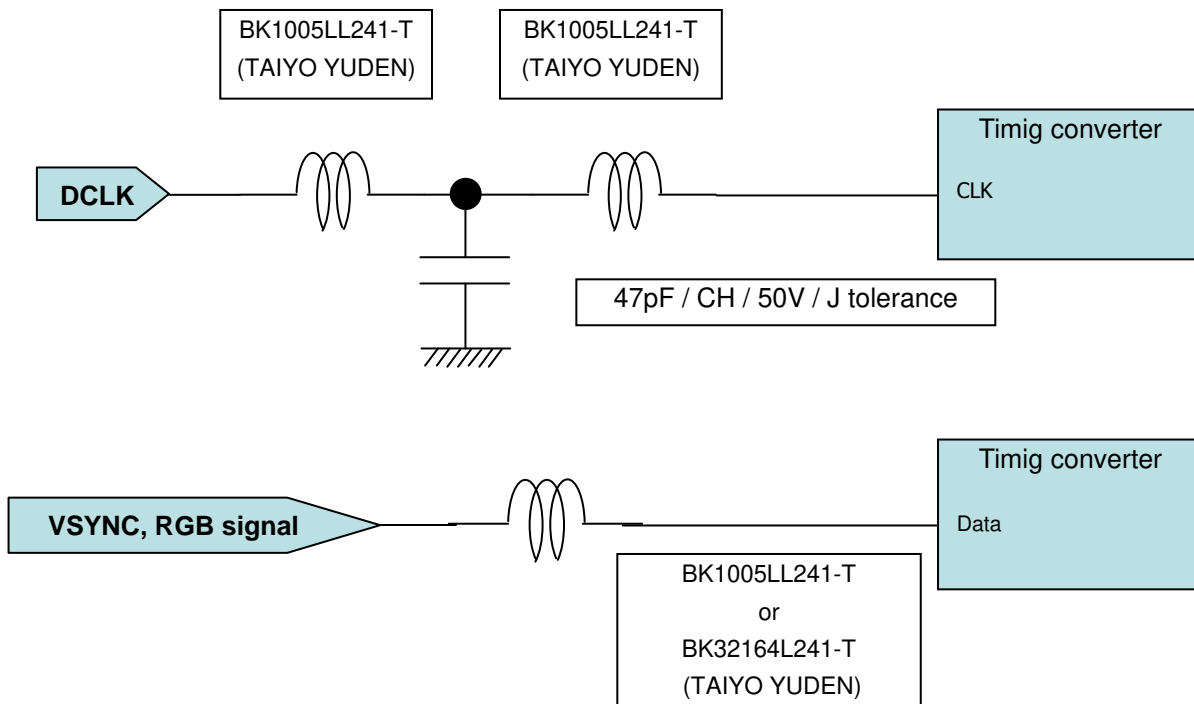 BK1005LL241-T
(TAIYO YUDEN)
BK1005LL241-T
(TAIYO YUDEN)
Timig converter
DCLK
CLK
47pF / CH / 50V / J tolerance
Timig converter
VSYNC, RGB signal
Data
BK1005LL241-T
or
BK32164L241-T
(TAIYO YUDEN)